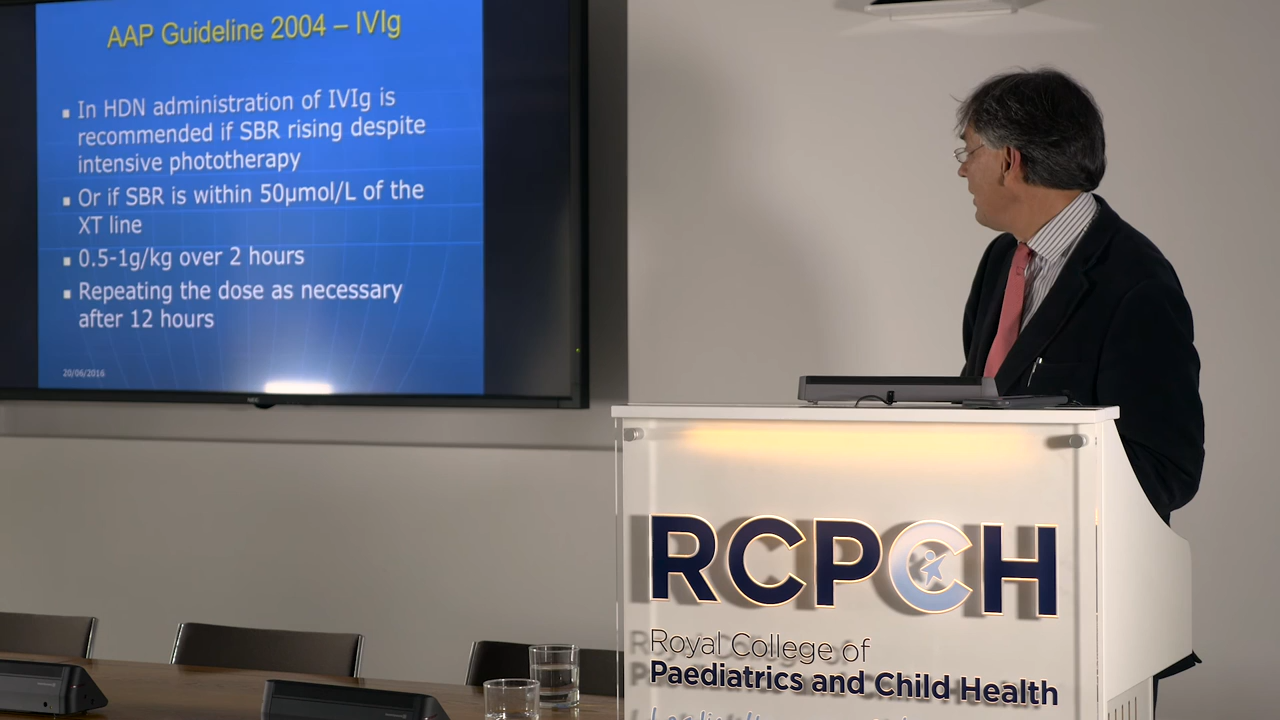 AAP Guideline 2004 – IVIg
In HDN administration of IVIg is
recommended if SBR rising despite
intensive phototherapy
Or if SBR is within 50µmol/L of the
XT line
0.5-1g/kg over 2 hours
Repeating the dose as necessary
after 12 hours
20/06/2016
NEC
RCPCH
Royal College of
Paediatrics and Child Health